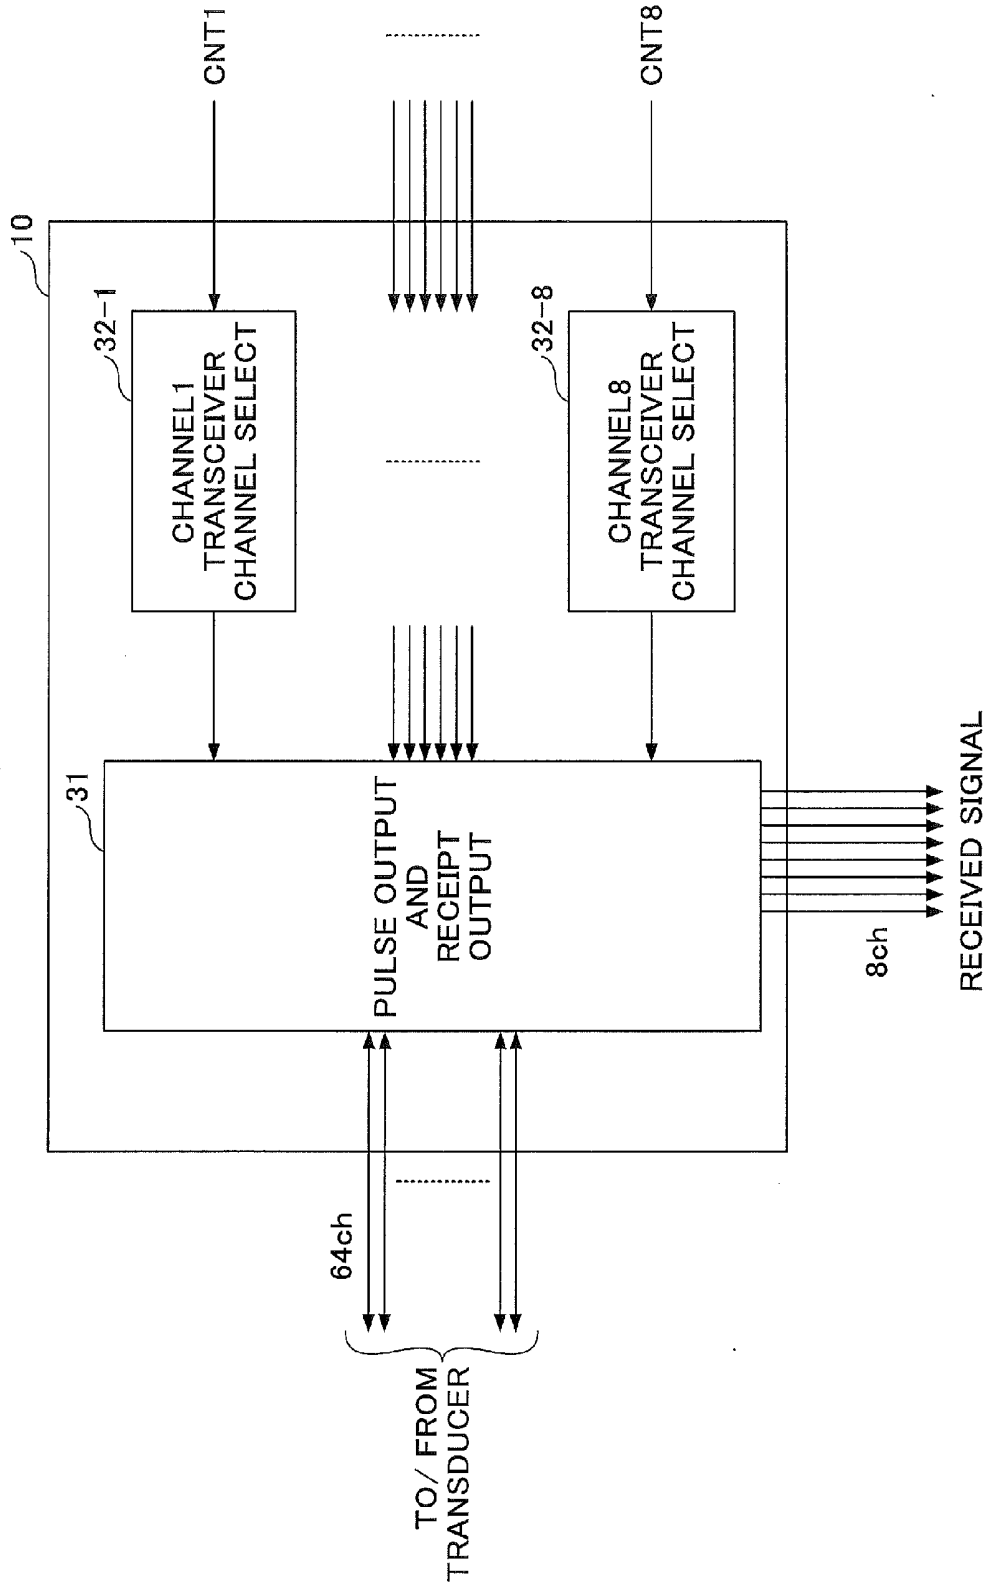 10
CNT1
32-1
CHANNEL1
TRANSCEIVER
CHANNEL SELECT
CNT8
32-8
CHANNEL8
TRANSCEIVER
CHANNEL SELECT
31
PULSE OUTPUT
AND
RECEIPT
OUTPUT
64ch
TO/ FROM
TRANSDUCER
8ch
RECEIVED SIGNAL